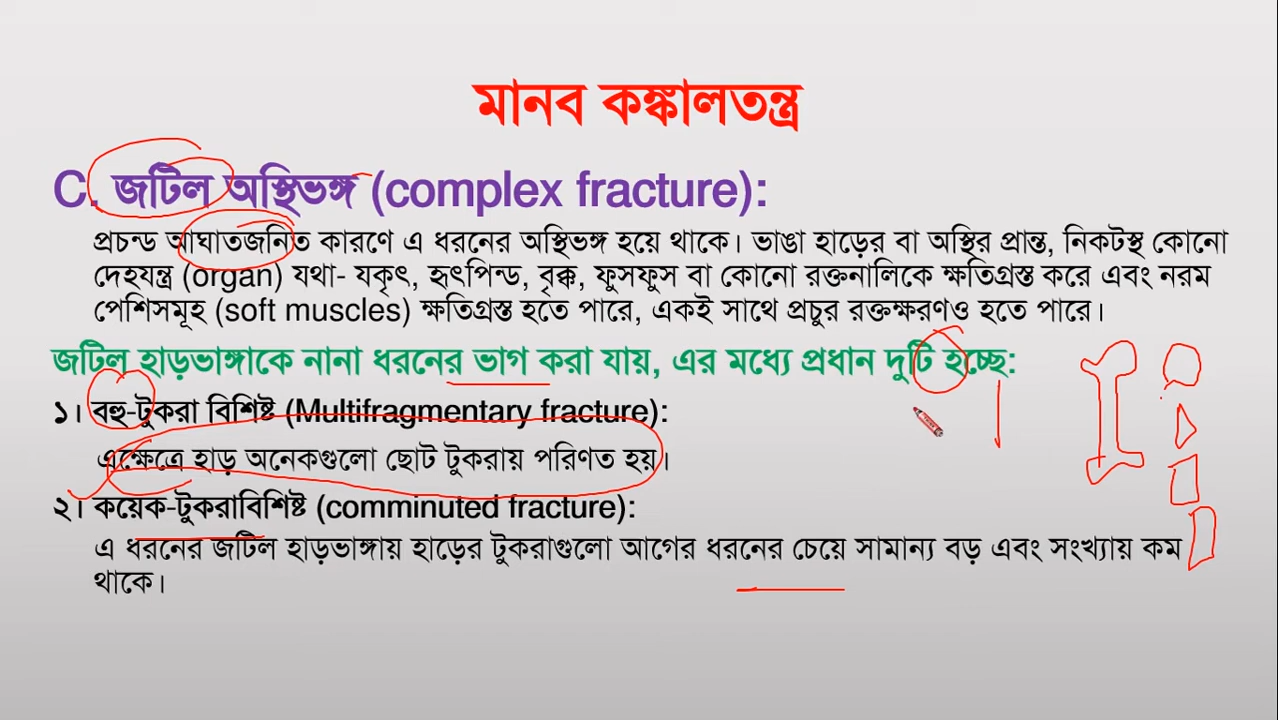 মানব কঙ্কালতন্ত্র
C. জটিল অস্থিভঙ্গ (complex fracture):
প্রচন্ড আঘাতজনিত কারণে এ ধরনের অস্থিভঙ্গ হয়ে থাকে। ভাঙা হাড়ের বা অস্থির প্রান্ত, নিকটস্থ কোনো
দেহযন্ত্র (organ) যথা- যকৃৎ, হৃৎপিন্ড, বৃক্ক, ফুসফুস বা কোনো রক্তনালিকে ক্ষতিগ্রস্ত করে এবং নরম
পেশিসমূহ (soft muscles) ক্ষতিগ্রস্ত হতে পারে, একই সাথে প্রচুর রক্তক্ষরণও হতে পারে।
জটিল হাড়ভাঙ্গাকে নানা ধরনের ভাগ করা যায়, এর মধ্যে প্রধান দুটি হচ্ছে:
১। বহু-টুকরা বিশিষ্ট (Multifragmentary fracture):
এক্ষেত্রে হাড় অনেকগুলো ছোট টুকরায় পরিণত হয়।
২। কয়েক-টুকরাবিশিষ্ট (comminuted fracture):
এ ধরনের জটিল হাড়ভাঙ্গায় হাড়ের টুকরাগুলো আগের ধরনের চেয়ে সামান্য বড় এবং সংখ্যায় কম
থাকে।